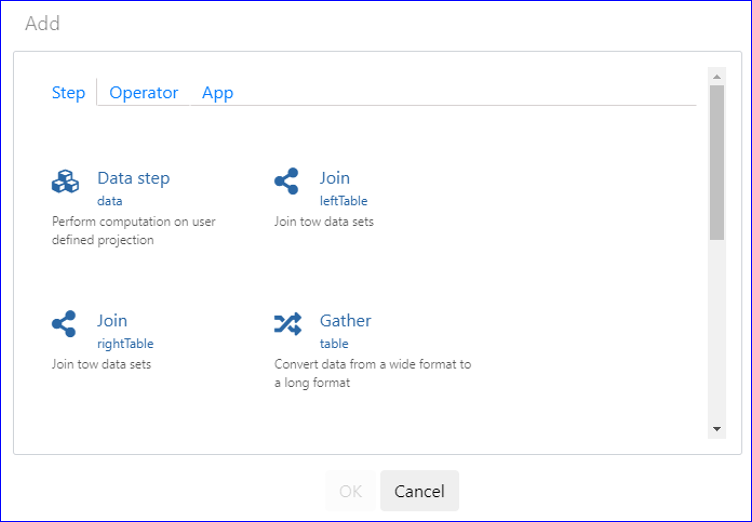 Add
Step Operator App
Data step
data
Perform computation on user
defined projection
Join
leftTable
Join tow data sets
Join
rightTable
Join tow data sets
Gather
table
Convert data from a wide format to
a long format
OK Cancel